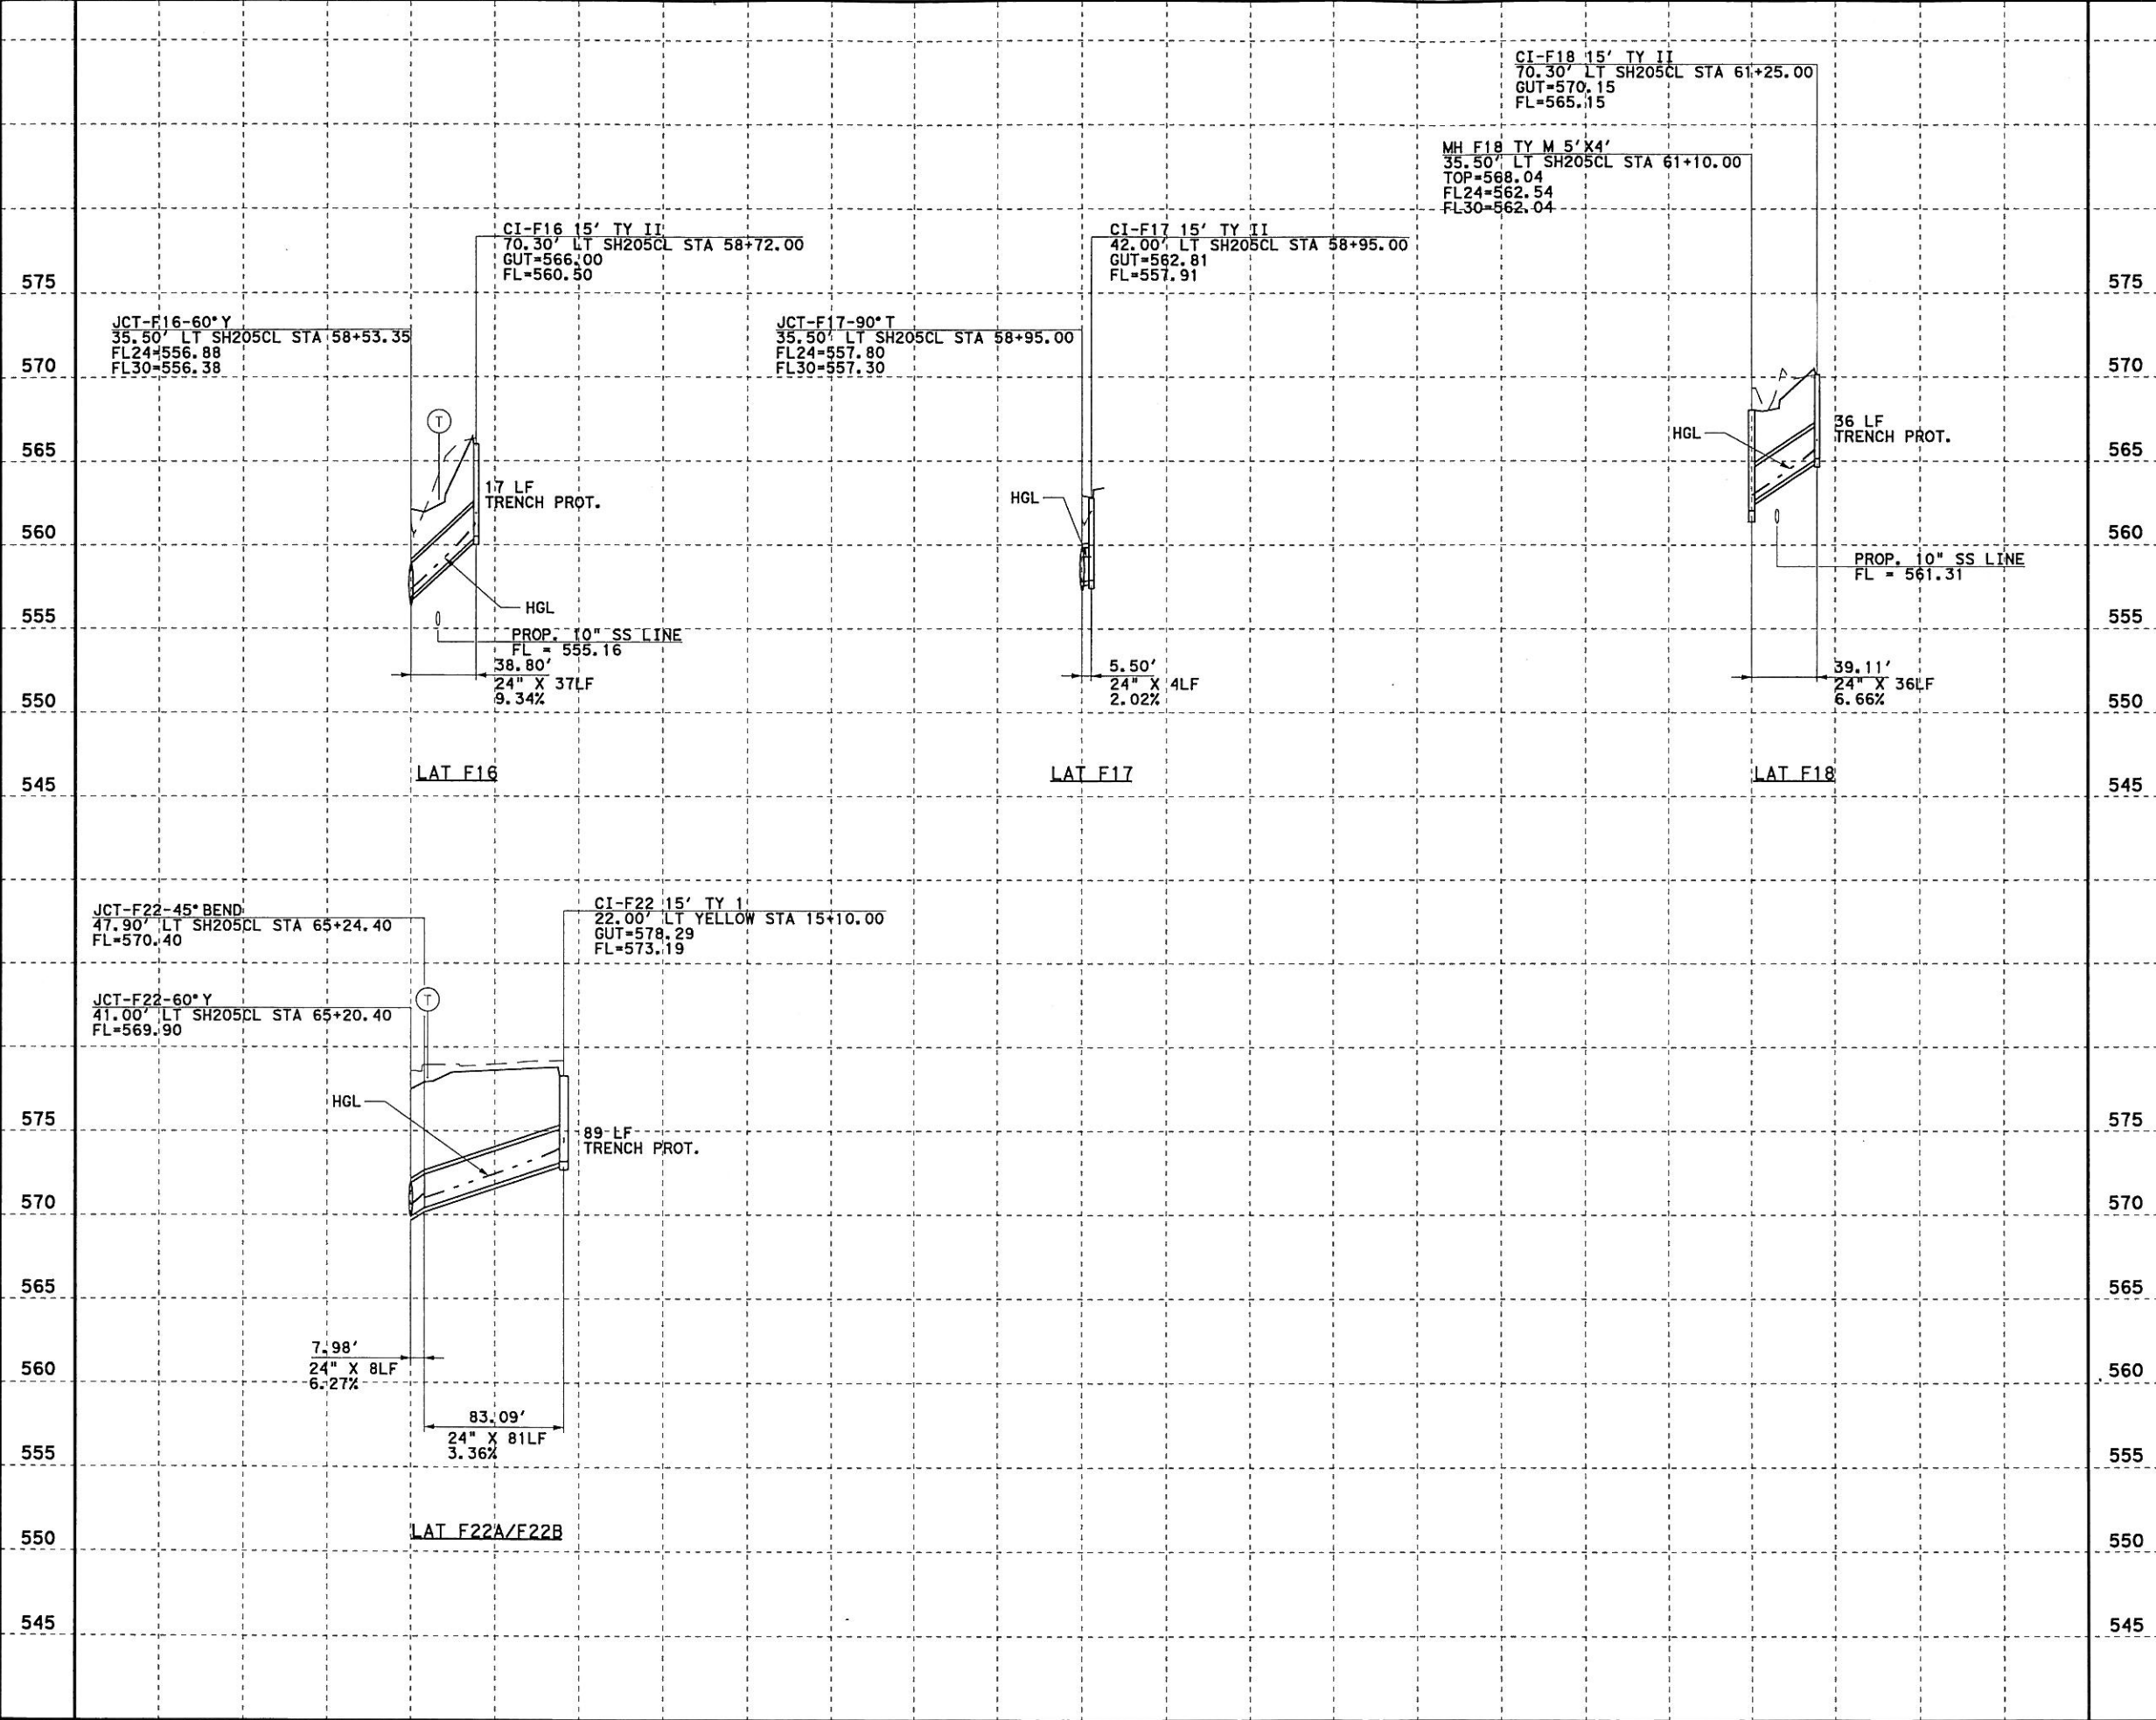 CI-F18 15' TY II
70.30' LT SH205CL STA 61+25.00
GUT=570.15
FL=565.15
MH F18 TY M 5'X4'
35.50' LT SH205CL STA 61+10.00
TOP=568.04
FL24=562.54
FL30=562.04
CI-F16 15' TY II
70.30' LT SH205CL STA 58+72.00
GUT=566.00
FL=560.50
CI-F17 15' TY II
42.00' LT SH205CL STA 58+95.00
GUT=562.81
FL=557.91
JCT-F16-60°Y
35.50' LT SH205CL STA 58+53.35
FL24=556.88
FL30=556.38
JCT-F17-90°T
35.50' LT SH205CL STA 58+95.00
FL24=557.80
FL30=557.30
575
570
565
560
555
550
545
575
570
565
560
555
550
545
T
17 LF
TRENCH PROT.
HGL
PROP. 10" SS LINE
FL = 555.16
38.80'
24" X 37LF
9.34%
LAT F16
HGL
5.50'
24" X 4LF
2.02%
LAT F17
HGL
36 LF
TRENCH PROT.
PROP. 10" SS LINE
FL = 561.31
39.11'
24" X 36LF
6.66%
LAT F18
JCT-F22-45°BEND
47.90' LT SH205CL STA 65+24.40
FL=570.40
CI-F22 15' TY 1
22.00' LT YELLOW STA 15+10.00
GUT=578.29
FL=573.19
JCT-F22-60°Y
41.00' LT SH205CL STA 65+20.40
FL=569.90
T
HGL
89 LF
TRENCH PROT.
575
570
565
560
555
550
545
575
570
565
560
555
550
545
7.98'
24" X 8LF
6.27%
83.09'
24" X 81LF
3.36%
LAT F22A/F22B